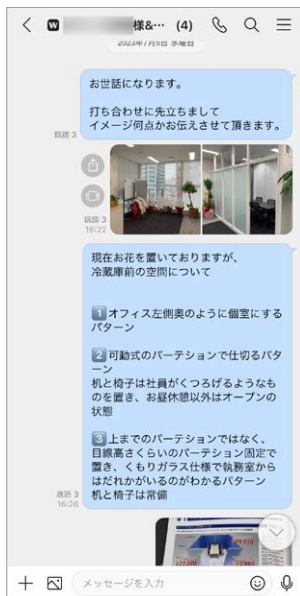 W 様&… (4)
2023年7月5日 水曜日
お世話になります。
打ち合わせに先立ちまして
イメージ何点かお伝えさせて頂きます。
既読 3
既読 3
16:22
現在お花を置いておりますが、
冷蔵庫前の空間について
1 オフィス左側奥のように個室にする
パターン
2 可動式のパーテーションで仕切るパタ
ーン
机と椅子は社員がくつろげるようなも
のを置き、お昼休憩以外はオープンの
状態
3 上までのパーテーションではなく、
目線高さくらいのパーテーション固定で
置き、くもりガラス仕様で執務室から
はだれかがいるのがわかるパターン
机と椅子は常備
既読 3
16:26
メッセージを入力